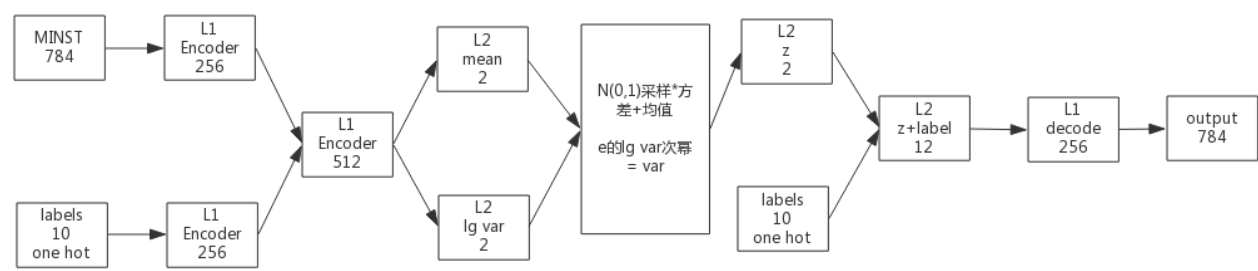 MINST
784
L1
Encoder
256
labels
10
one hot
L1
Encoder
256
L1
Encoder
512
L2
mean
2
L2
lg var
2
N(0,1)采样*方
差+均值
e的lg var次幂
= var
L2
z
2
labels
10
one hot
L2
z+label
12
L1
decode
256
output
784